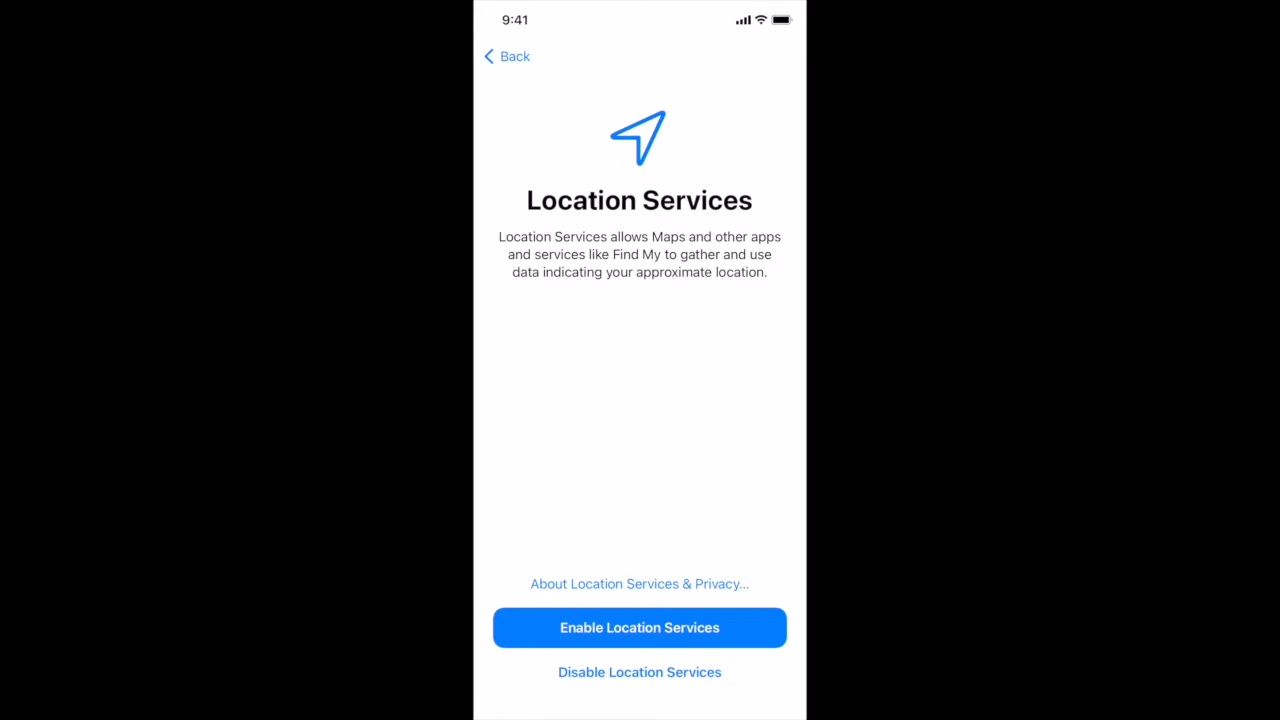 9:41
Back
Location Services
Location Services allows Maps and other apps
and services like Find My to gather and use
data indicating your approximate location.
About Location Services & Privacy...
Enable Location Services
Disable Location Services